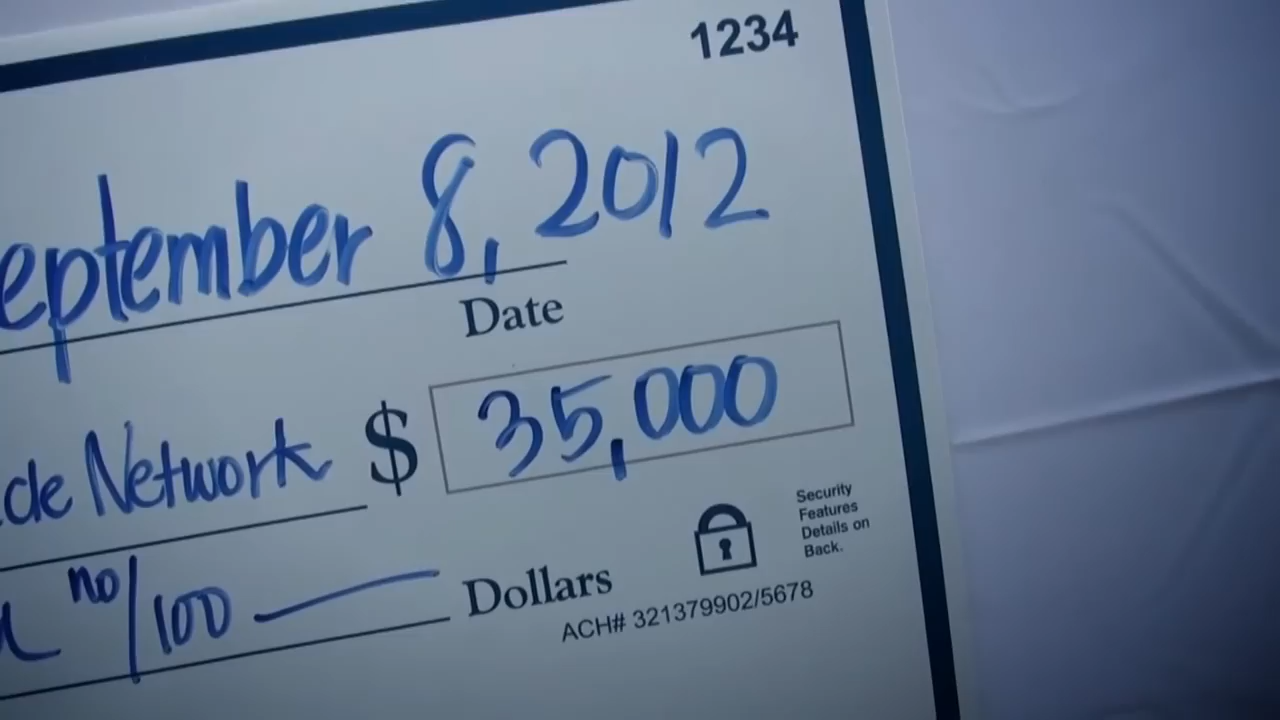 1234
eptember 8, 2012
Date
de Network $ 35,000
Security
Features
Details on
Back.
no/100 — Dollars
ACH# 321379902/5678